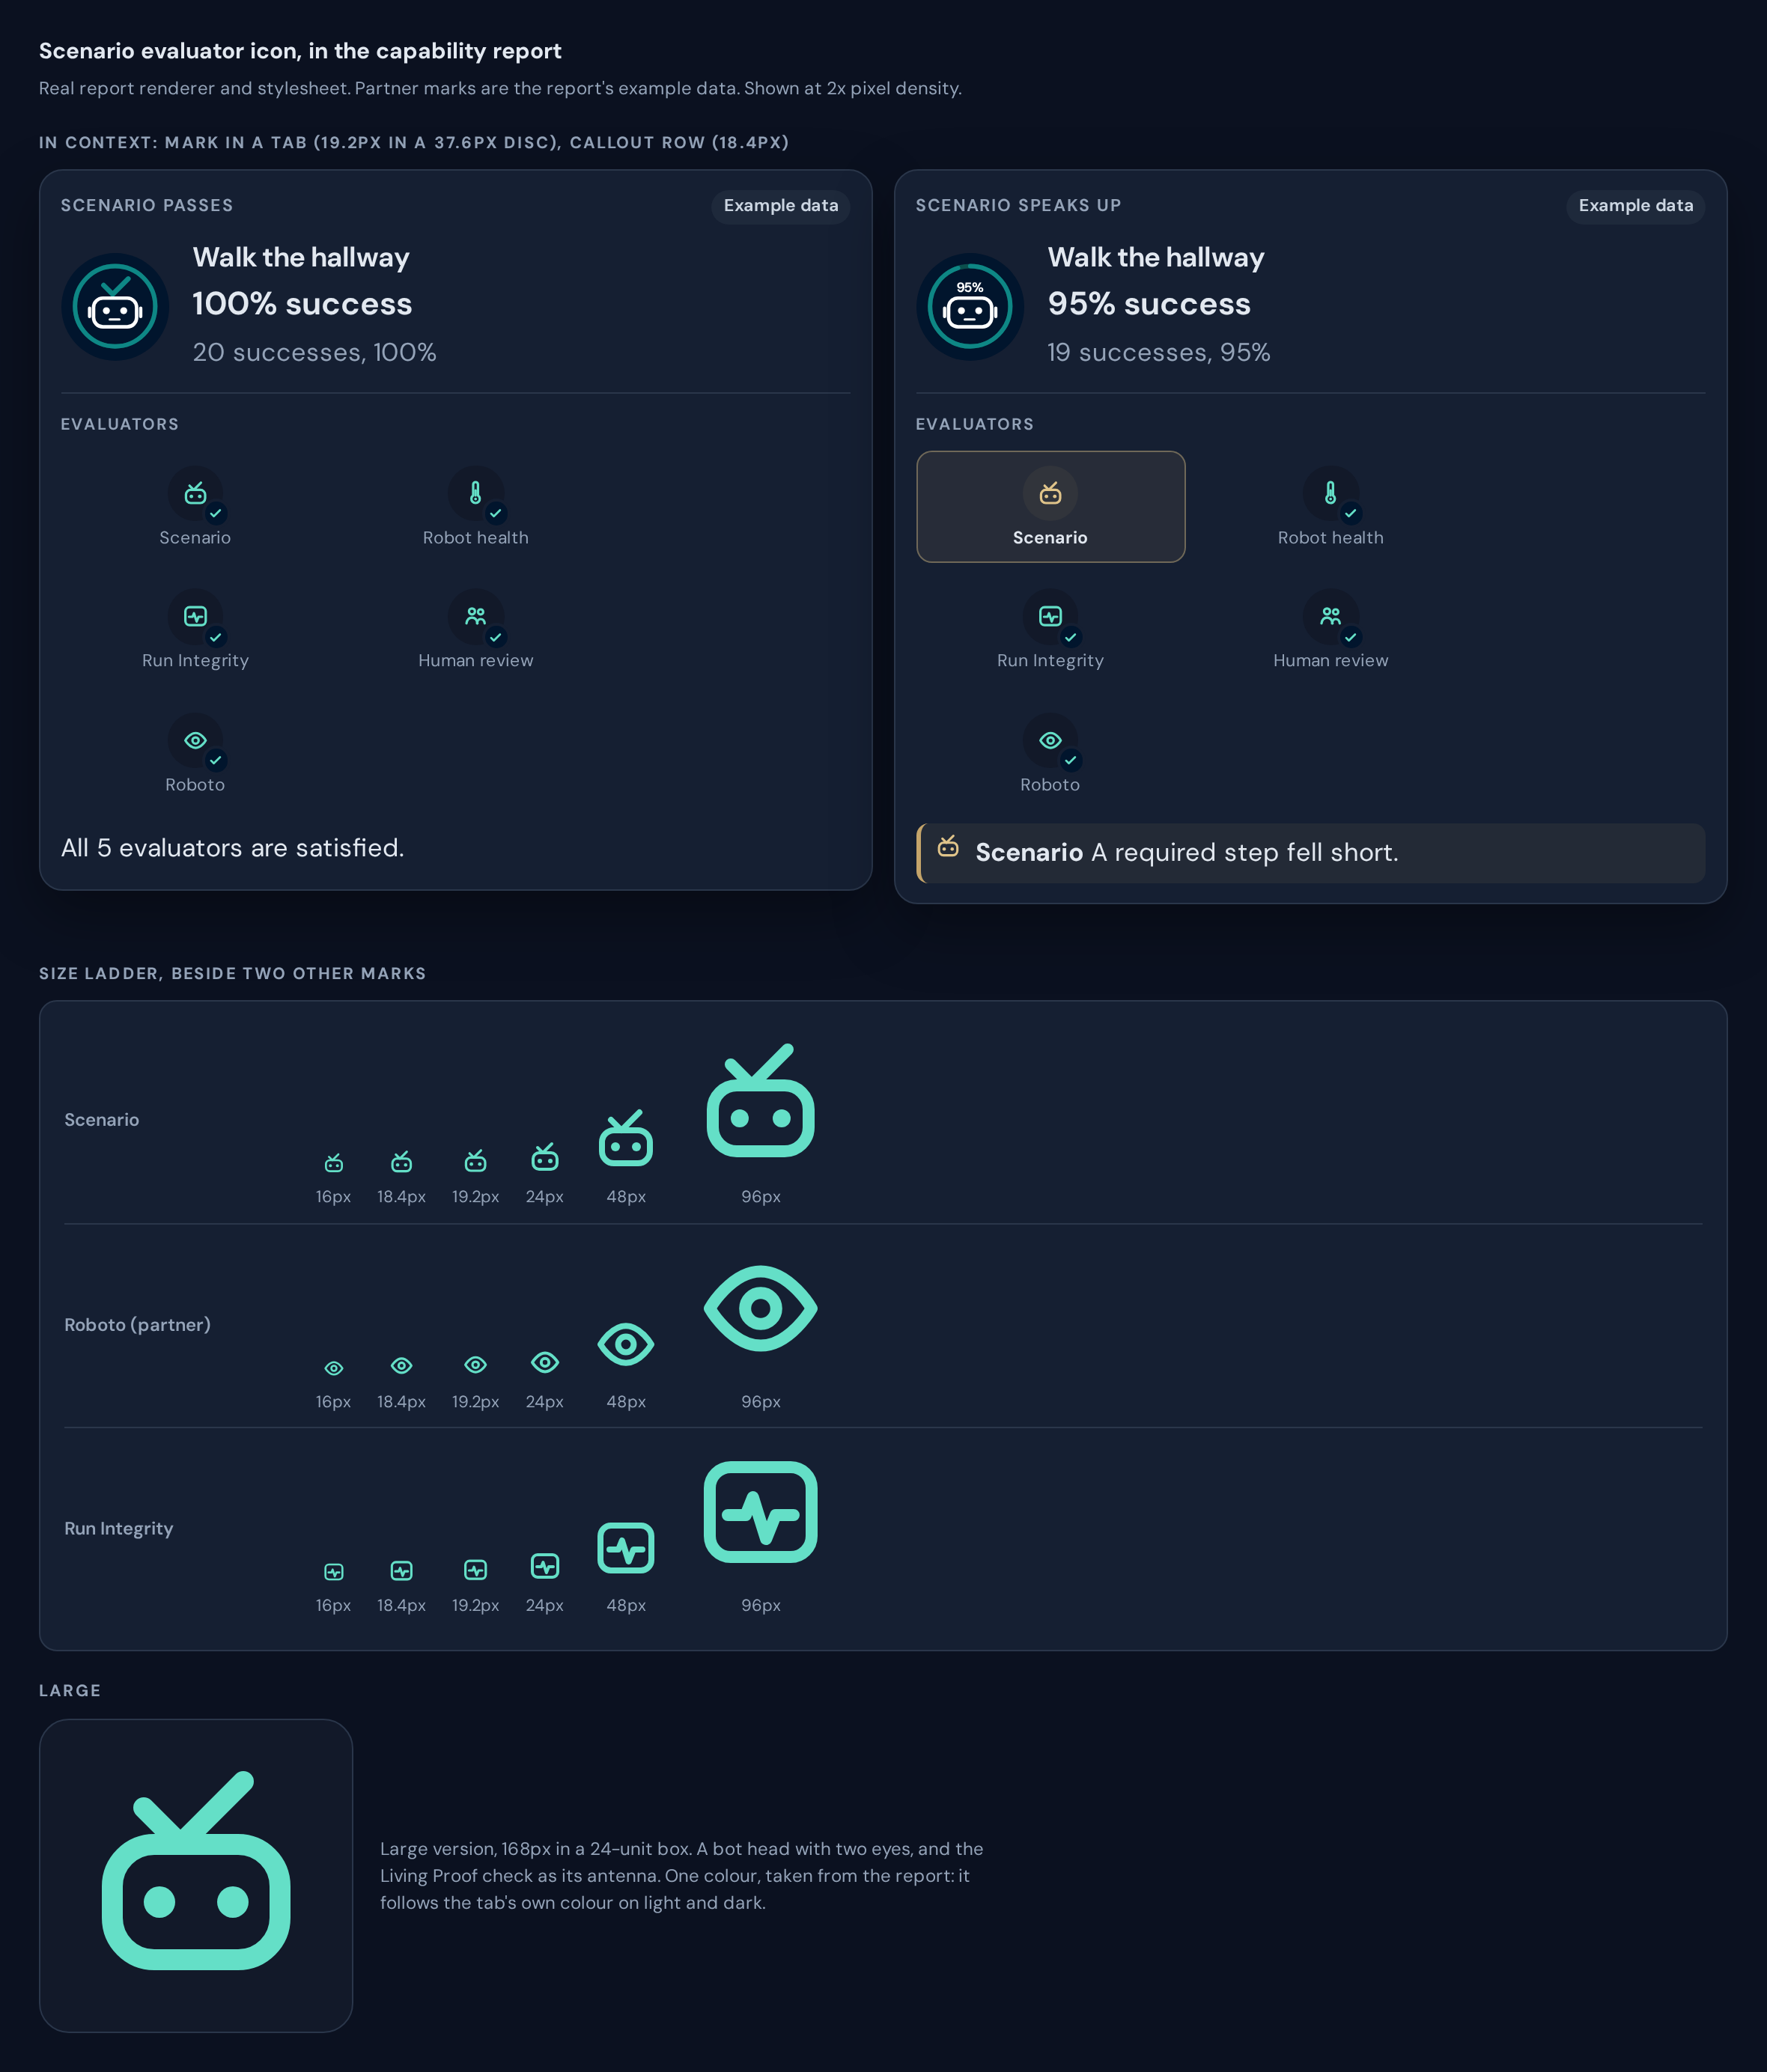 Scenario evaluator icon, in the capability report
Real report renderer and stylesheet. Partner marks are the report's example data. Shown at 2x pixel density.
IN CONTEXT: MARK IN A TAB (19.2PX IN A 37.6PX DISC), CALLOUT ROW (18.4PX)
SCENARIO PASSES
Example data
Walk the hallway
100% success
20 successes, 100%
EVALUATORS
Scenario
Robot health
Run Integrity
Human review
Roboto
All 5 evaluators are satisfied.
SCENARIO SPEAKS UP
Example data
95%
Walk the hallway
95% success
19 successes, 95%
EVALUATORS
Scenario
Robot health
Run Integrity
Human review
Roboto
Scenario A required step fell short.
SIZE LADDER, BESIDE TWO OTHER MARKS
Scenario
16px 18.4px 19.2px 24px 48px 96px
Roboto (partner)
16px 18.4px 19.2px 24px 48px 96px
Run Integrity
16px 18.4px 19.2px 24px 48px 96px
LARGE
Large version, 168px in a 24-unit box. A bot head with two eyes, and the
Living Proof check as its antenna. One colour, taken from the report: it
follows the tab's own colour on light and dark.